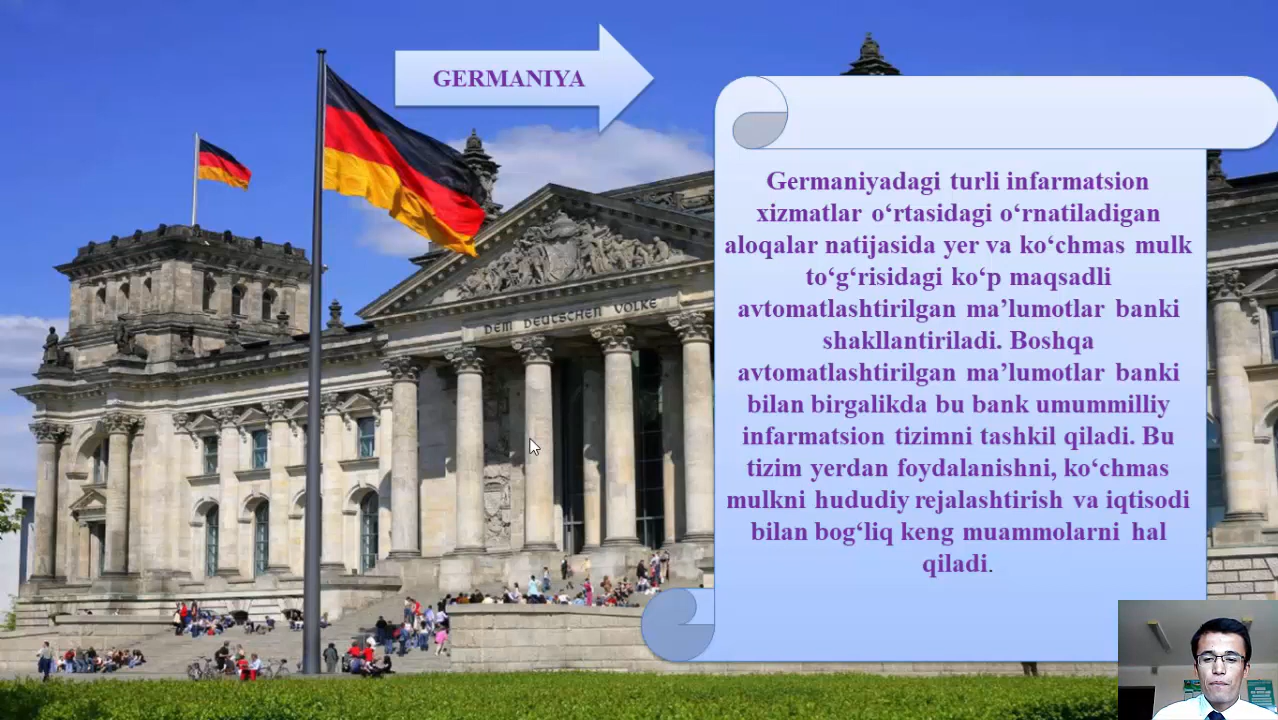 GERMANIYA
Germaniyadagi turli infarmatsion
xizmatlar o‘rtasidagi o‘rnatiladigan
aloqalar natijasida yer va ko‘chmas mulk
to‘g‘risidagi ko‘p maqsadli
avtomatlashtirilgan ma’lumotlar banki
shakllantiriladi. Boshqa
avtomatlashtirilgan ma’lumotlar banki
bilan birgalikda bu bank umummilliy
infarmatsion tizimni tashkil qiladi. Bu
tizim yerdan foydalanishni, ko‘chmas
mulkni hududiy rejalashtirish va iqtisodi
bilan bog‘liq keng muammolarni hal
qiladi.
DEM DEUTSCHEN VOLKE